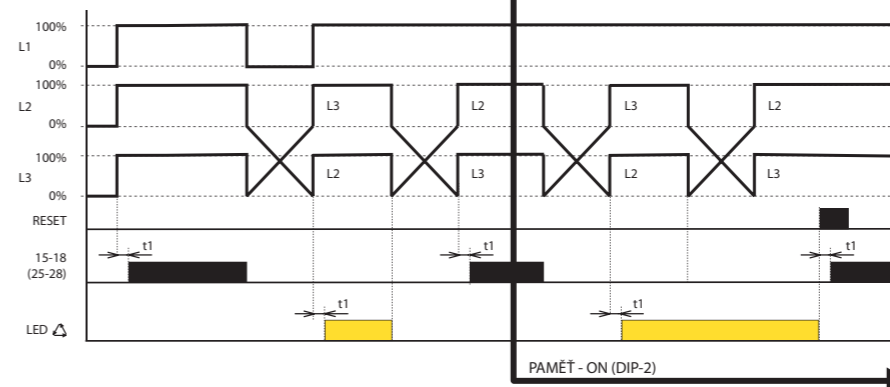 100%
L1
0%
100%
L2
L3
L2
L3
L2
0%
100%
L3
L2
L3
L2
L3
0%
RESET
t1
t1
t1
15-18
(25-28)
t1
t1
LED
PAMĚŤ - ON (DIP-2)